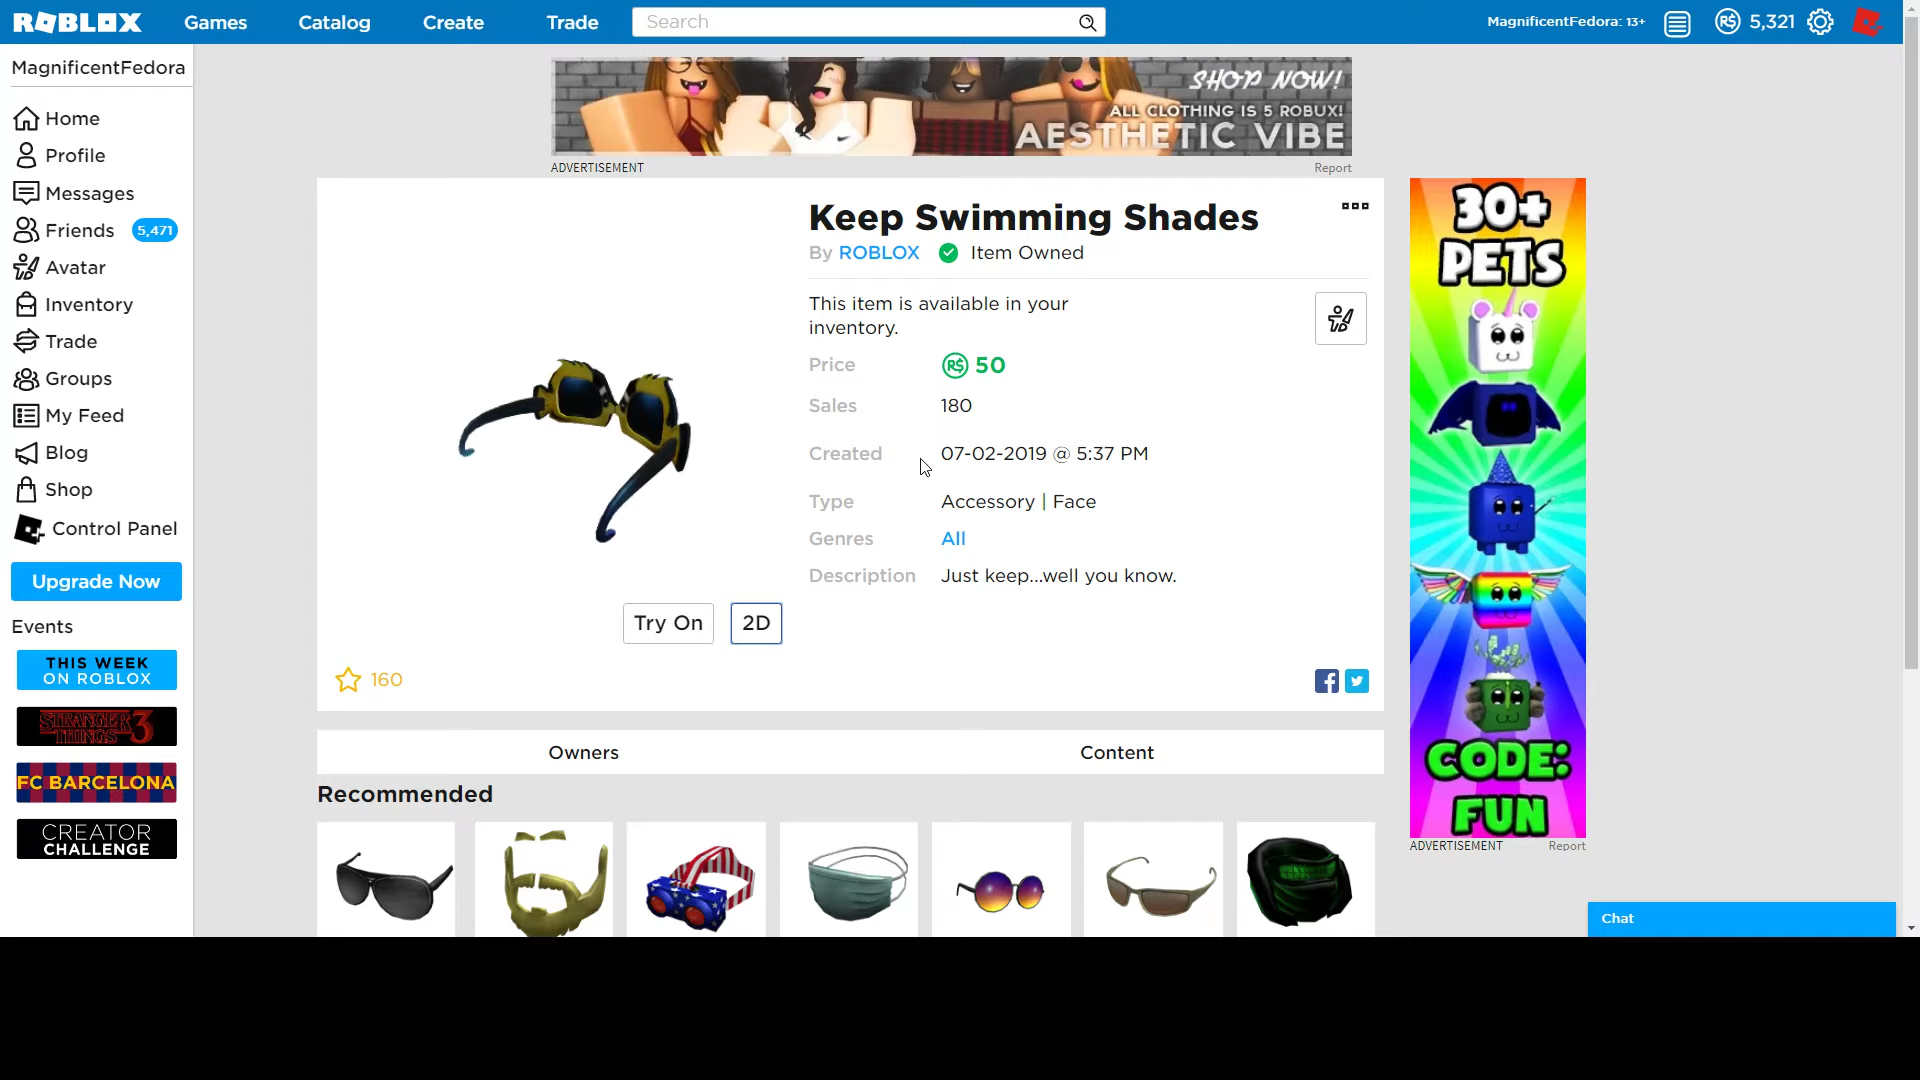 ROBLOX Games Catalog Create Trade Search MagnificentFedora: 13+ R$ 5,321
MagnificentFedora
Home
Profile
Messages
Friends 5,471
Avatar
Inventory
Trade
Groups
My Feed
Blog
Shop
Control Panel
Upgrade Now
Events
THIS WEEK
ON ROBLOX
STRANGER
THINGS 3
FC BARCELONA
CREATOR
CHALLENGE
SHOP NOW!
ALL CLOTHING IS 5 ROBUX!
AESTHETIC VIBE
ADVERTISEMENT Report
Keep Swimming Shades
By ROBLOX Item Owned
This item is available in your
inventory.
Price R$ 50
Sales 180
Created 07-02-2019 @ 5:37 PM
Type Accessory | Face
Genres All
Description Just keep...well you know.
Try On 2D
160
Owners Content
Recommended
30+
PETS
CODE:
FUN
ADVERTISEMENT Report
Chat